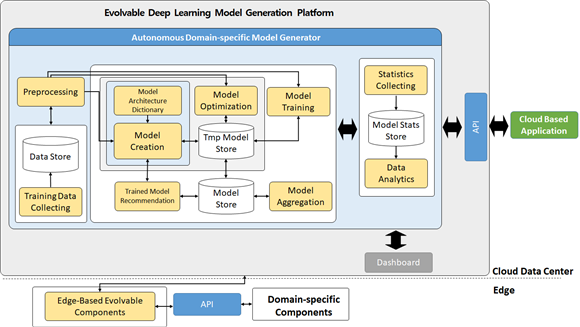 Evolvable Deep Learning Model Generation Platform
Autonomous Domain-specific Model Generator
Preprocessing
Model
Architecture
Dictionary
Model
Optimization
Model
Training
Statistics
Collecting
Model
Creation
Tmp Model
Store
Model Stats
Store
API
Cloud Based
Application
Data Store
Training Data
Collecting
Trained Model
Recommendation
Model
Store
Model
Aggregation
Data
Analytics
Dashboard
Cloud Data Center
Edge
Edge-Based Evolvable
Components
API
Domain-specific
Components